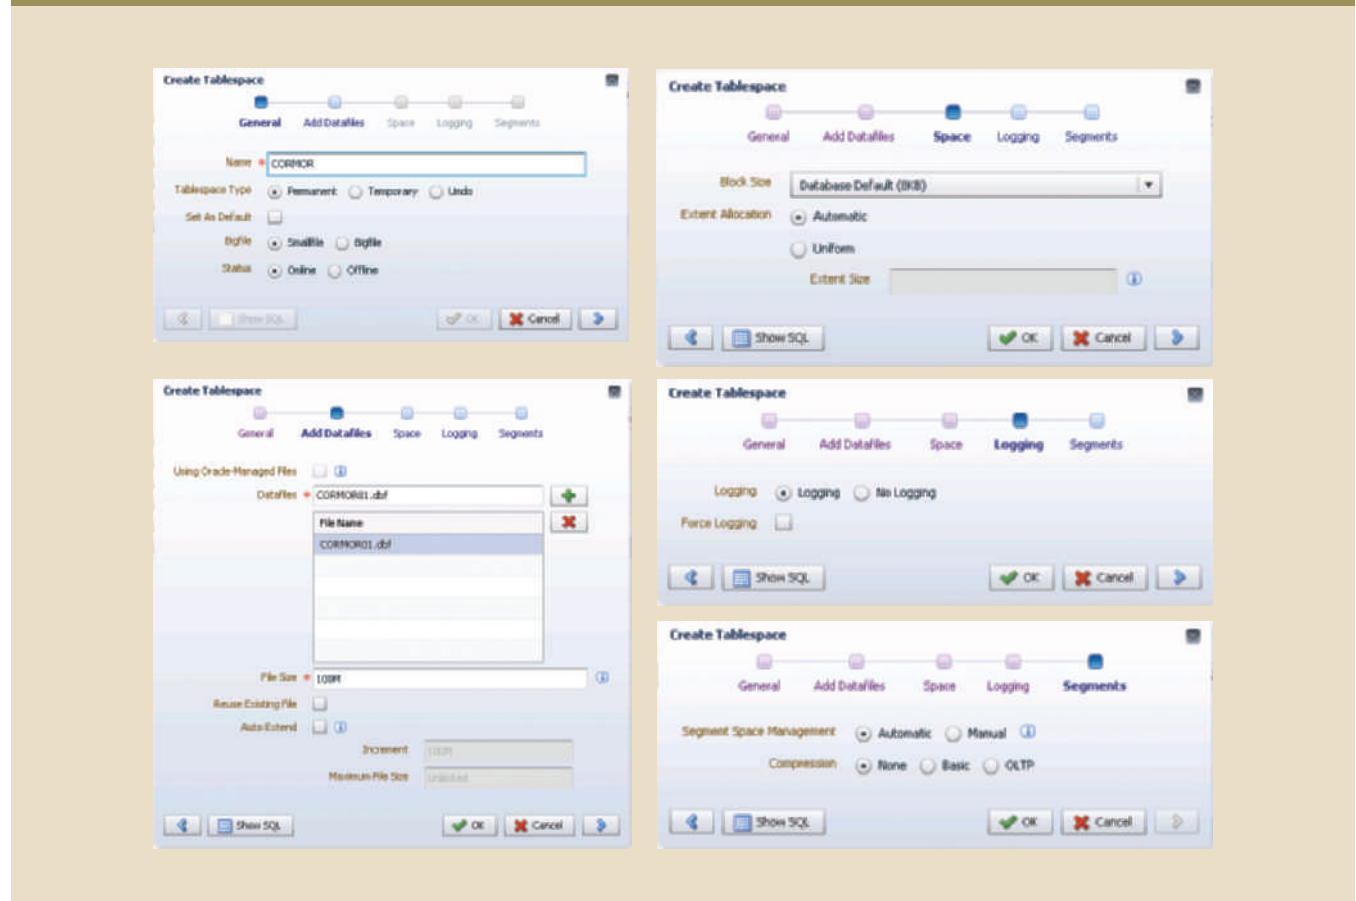 Create Tablespace
General Add Datafiles Space Logging Segments
Name * CORMOR
Tablespace Type Permanent Temporary Undo
Set As Default
Bigfile Smallfile Bigfile
Status Online Offline
Show SQL OK Cancel
Create Tablespace
General Add Datafiles Space Logging Segments
Using Oracle-Managed Files
Datafiles * CORMOR01.dbf
File Name
CORMOR01.dbf
File Size * 100M
Reuse Existing File
Auto Extend
Increment 100M
Maximum File Size Unlimited
Show SQL OK Cancel
Create Tablespace
General Add Datafiles Space Logging Segments
Block Size Database Default (8KB)
Extent Allocation Automatic
Uniform
Extent Size
Show SQL OK Cancel
Create Tablespace
General Add Datafiles Space Logging Segments
Logging Logging No Logging
Force Logging
Show SQL OK Cancel
Create Tablespace
General Add Datafiles Space Logging Segments
Segment Space Management Automatic Manual
Compression None Basic OLTP
Show SQL OK Cancel